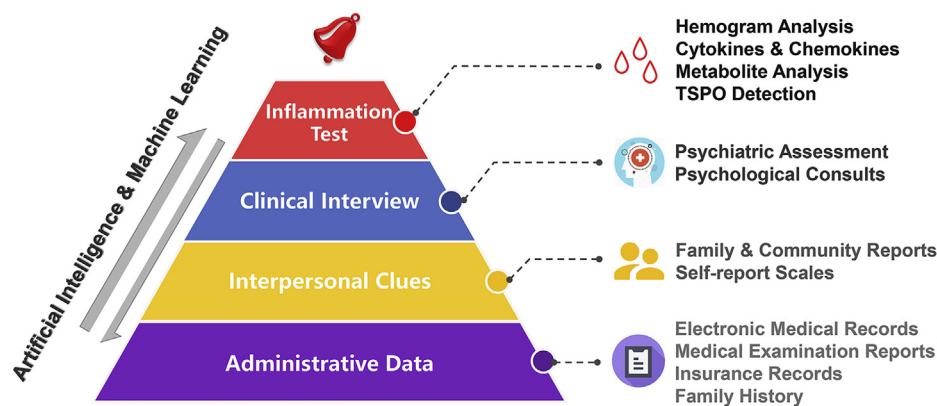 Artificial Intelligence & Machine Learning
Inflammation
Test
Hemogram Analysis
Cytokines & Chemokines
Metabolite Analysis
TSPO Detection
Clinical Interview
Psychiatric Assessment
Psychological Consults
Interpersonal Clues
Family & Community Reports
Self-report Scales
Administrative Data
Electronic Medical Records
Medical Examination Reports
Insurance Records
Family History